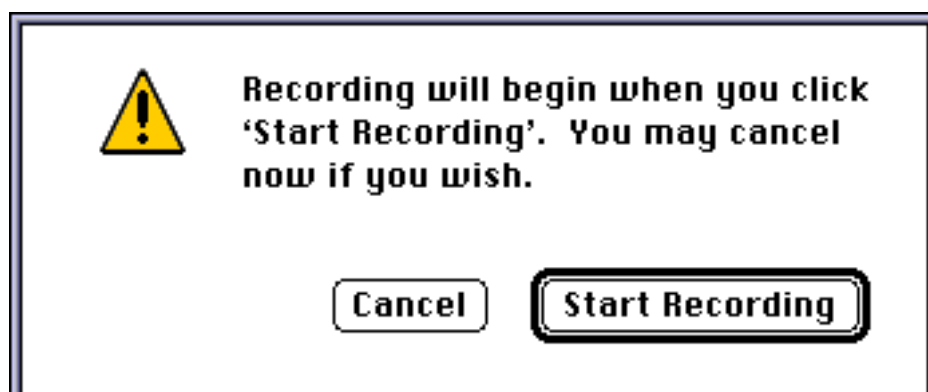 Recording will begin when you click
‘Start Recording’.  You may cancel
now if you wish.
Cancel
Start Recording